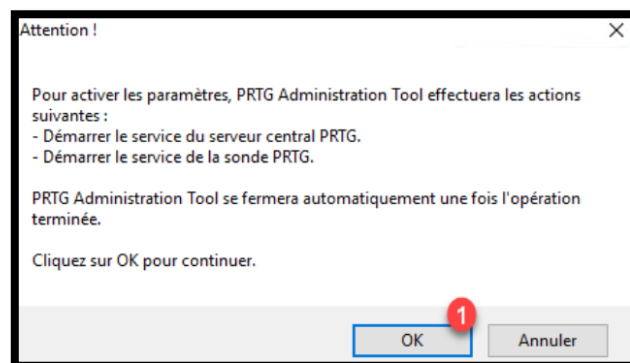 Attention !
Pour activer les paramètres, PRTG Administration Tool effectuera les actions
suivantes :
- Démarrer le service du serveur central PRTG.
- Démarrer le service de la sonde PRTG.
PRTG Administration Tool se fermera automatiquement une fois l'opération
terminée.
Cliquez sur OK pour continuer.
1
OK Annuler